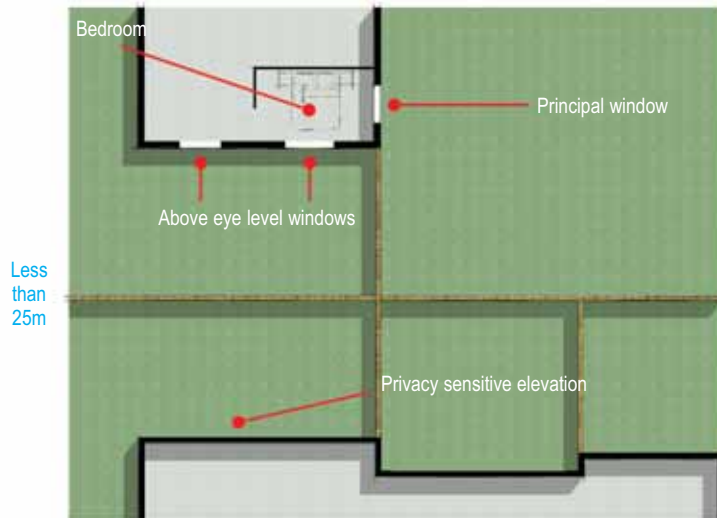 Bedroom
Principal window
Above eye level windows
Less
than
25m
Privacy sensitive elevation